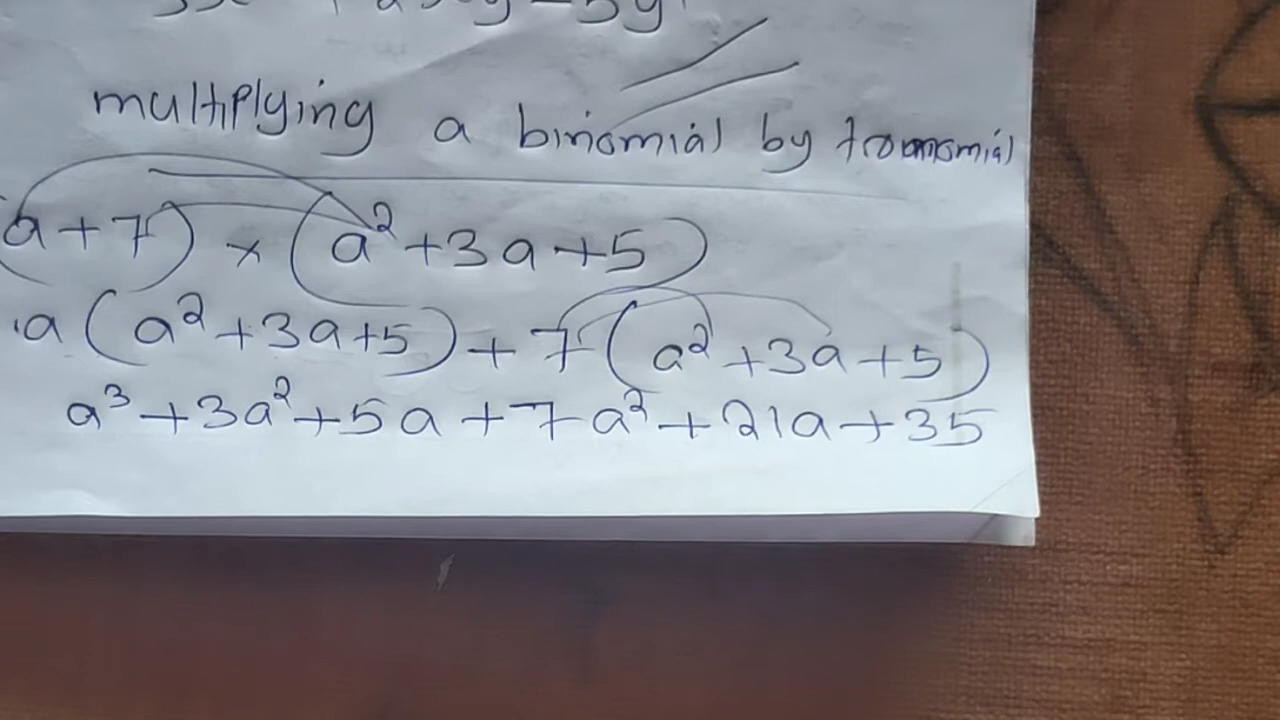 multiplying a binomial by
(a+7) × (a²+3a+5)
a(a²+3a+5)+7(a²+3a+5)
a³+3a²+5a+7a²+21a+35